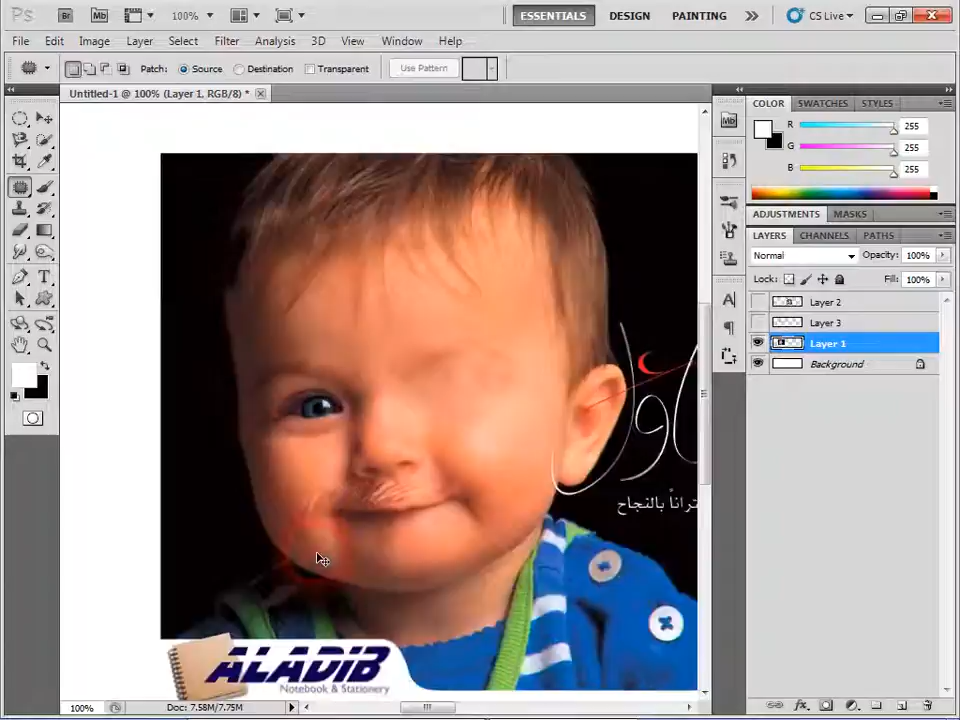 Ps Br Mb 100% ESSENTIALS DESIGN PAINTING CS Live
File Edit Image Layer Select Filter Analysis 3D View Window Help
Patch: Source Destination Transparent Use Pattern
Untitled-1 @ 100% (Layer 1, RGB/8) *
COLOR SWATCHES STYLES
R 255
G 255
B 255
ADJUSTMENTS MASKS
LAYERS CHANNELS PATHS
Normal Opacity: 100%
Lock: Fill: 100%
Layer 2
Layer 3
Layer 1
Background
بالنجاح
ALADIB
Notebook & Stationery
100% Doc: 7.58M/7.75M